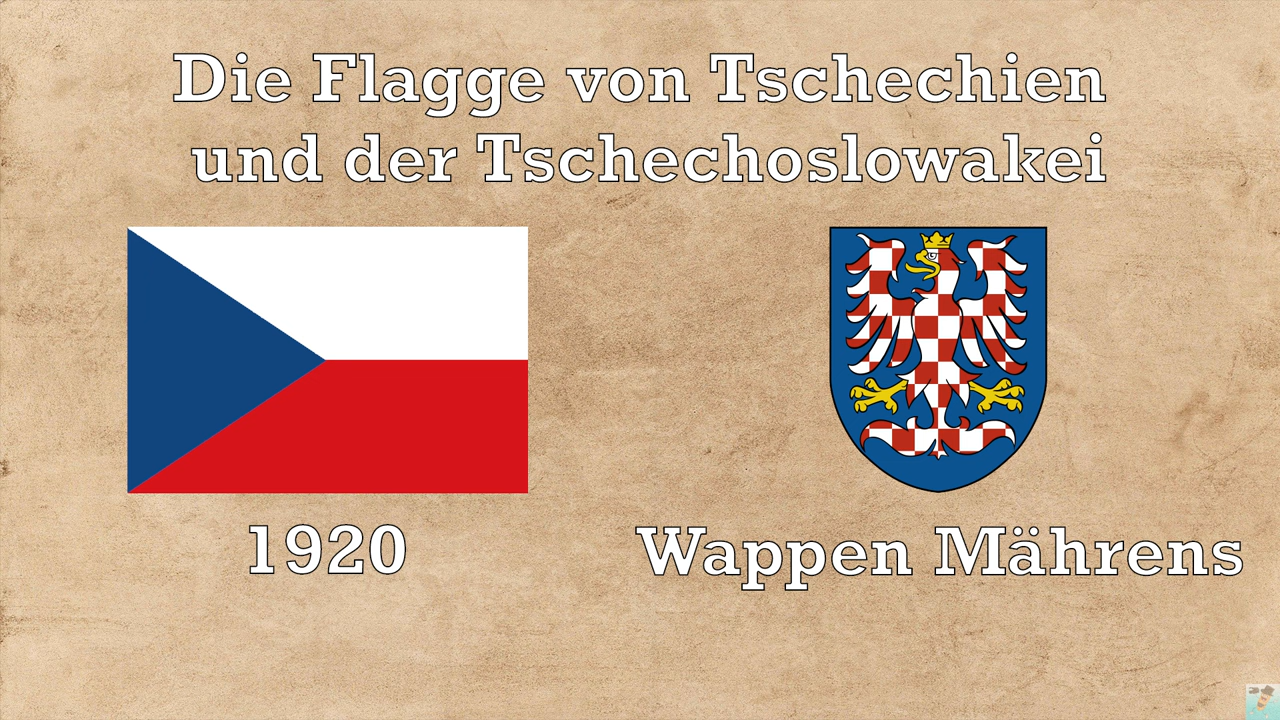 Die Flagge von Tschechien
und der Tschechoslowakei
1920
Wappen Mährens